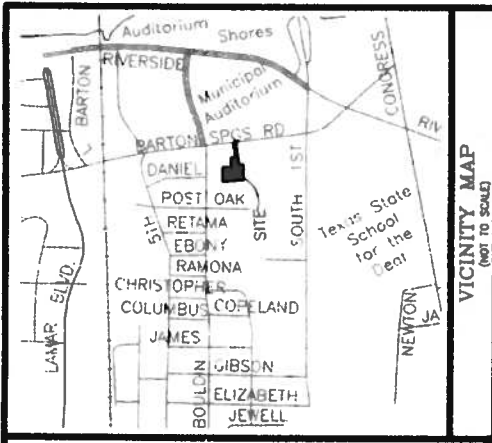 Auditorium Shores
RIVERSIDE
Municipal
Auditorium
CONGRESS
BARTON
RIV
BARTON SPGS RD
DANIEL
SOUTH 1ST
POST OAK
SITE
5TH
RETAMA
EBONY
RAMONA
CHRISTOPHER
COLUMBUS
COPELAND
JAMES
Texas State
School
for the
Deaf
LAMAR BLVD.
NEWTON
JA
BOULDIN
GIBSON
ELIZABETH
JEWELL
VICINITY MAP
(NOT TO SCALE)